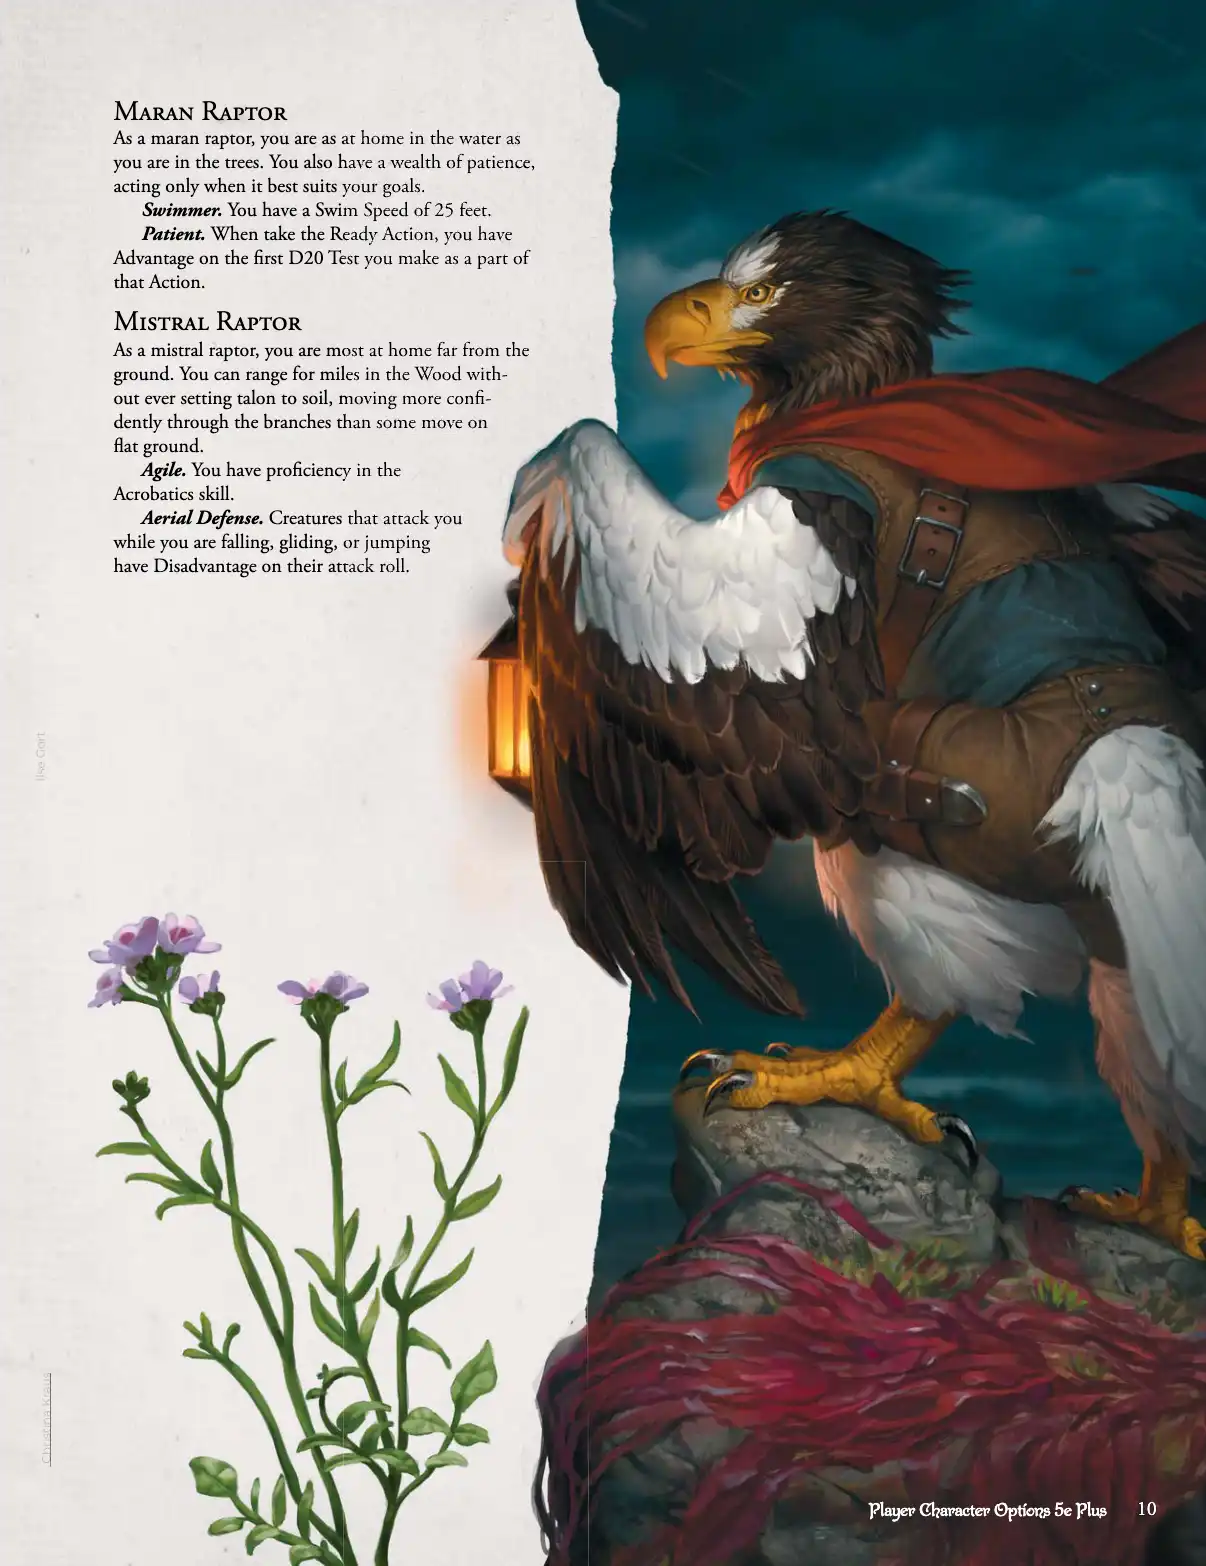 Maran Raptor
As a maran raptor, you are as at home in the water as
you are in the trees. You also have a wealth of patience,
acting only when it best suits your goals.
Swimmer. You have a Swim Speed of 25 feet.
Patient. When take the Ready Action, you have
Advantage on the first D20 Test you make as a part of
that Action.
Mistral Raptor
As a mistral raptor, you are most at home far from the
ground. You can range for miles in the Wood with-
out ever setting talon to soil, moving more confi-
dently through the branches than some move on
flat ground.
Agile. You have proficiency in the
Acrobatics skill.
Aerial Defense. Creatures that attack you
while you are falling, gliding, or jumping
have Disadvantage on their attack roll.
Christina Kraus
Player Character Options 5e Plus 10